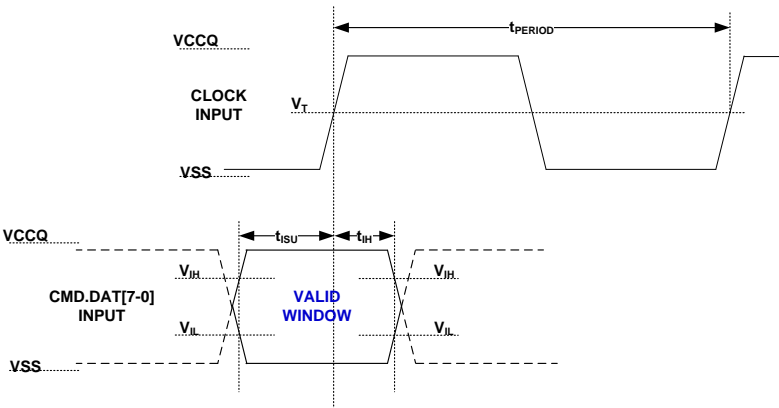 tPERIOD
VCCQ
CLOCK
INPUT
VT
VSS
VCCQ
tISU
tIH
VIH
VIH
CMD.DAT[7-0]
INPUT
VALID
WINDOW
VIL
VIL
VSS